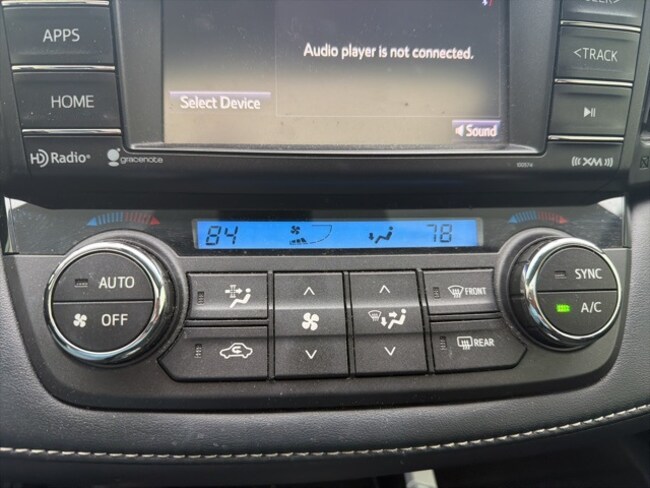 APPS
HOME
HD Radio®
gracenote
Audio player is not connected.
Select Device
Sound
<TRACK
((XM))
84
78
AUTO
OFF
FRONT
REAR
SYNC
A/C